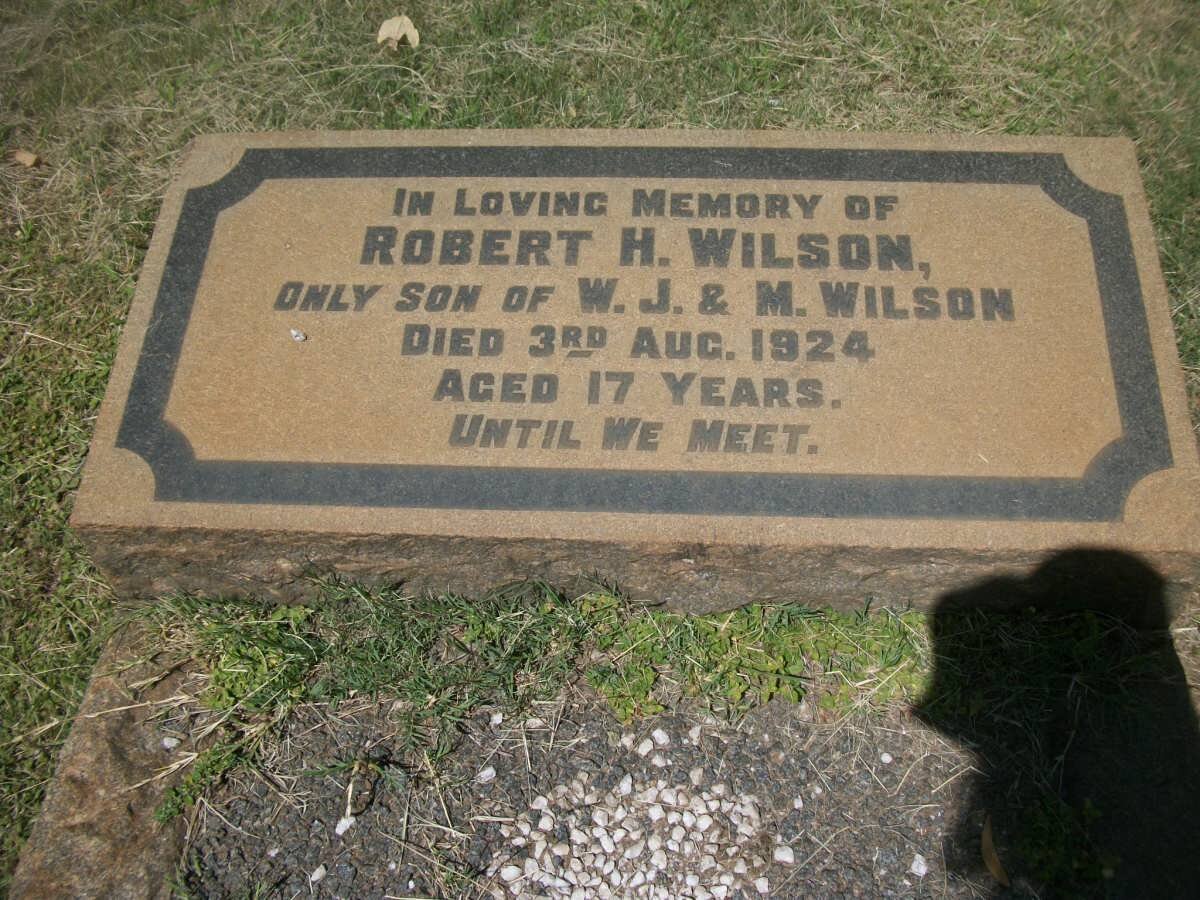 IN LOVING MEMORY OF
ROBERT H. WILSON,
ONLY SON OF W. J. & M. WILSON
DIED 3RD AUG. 1924
AGED 17 YEARS.
UNTIL WE MEET.